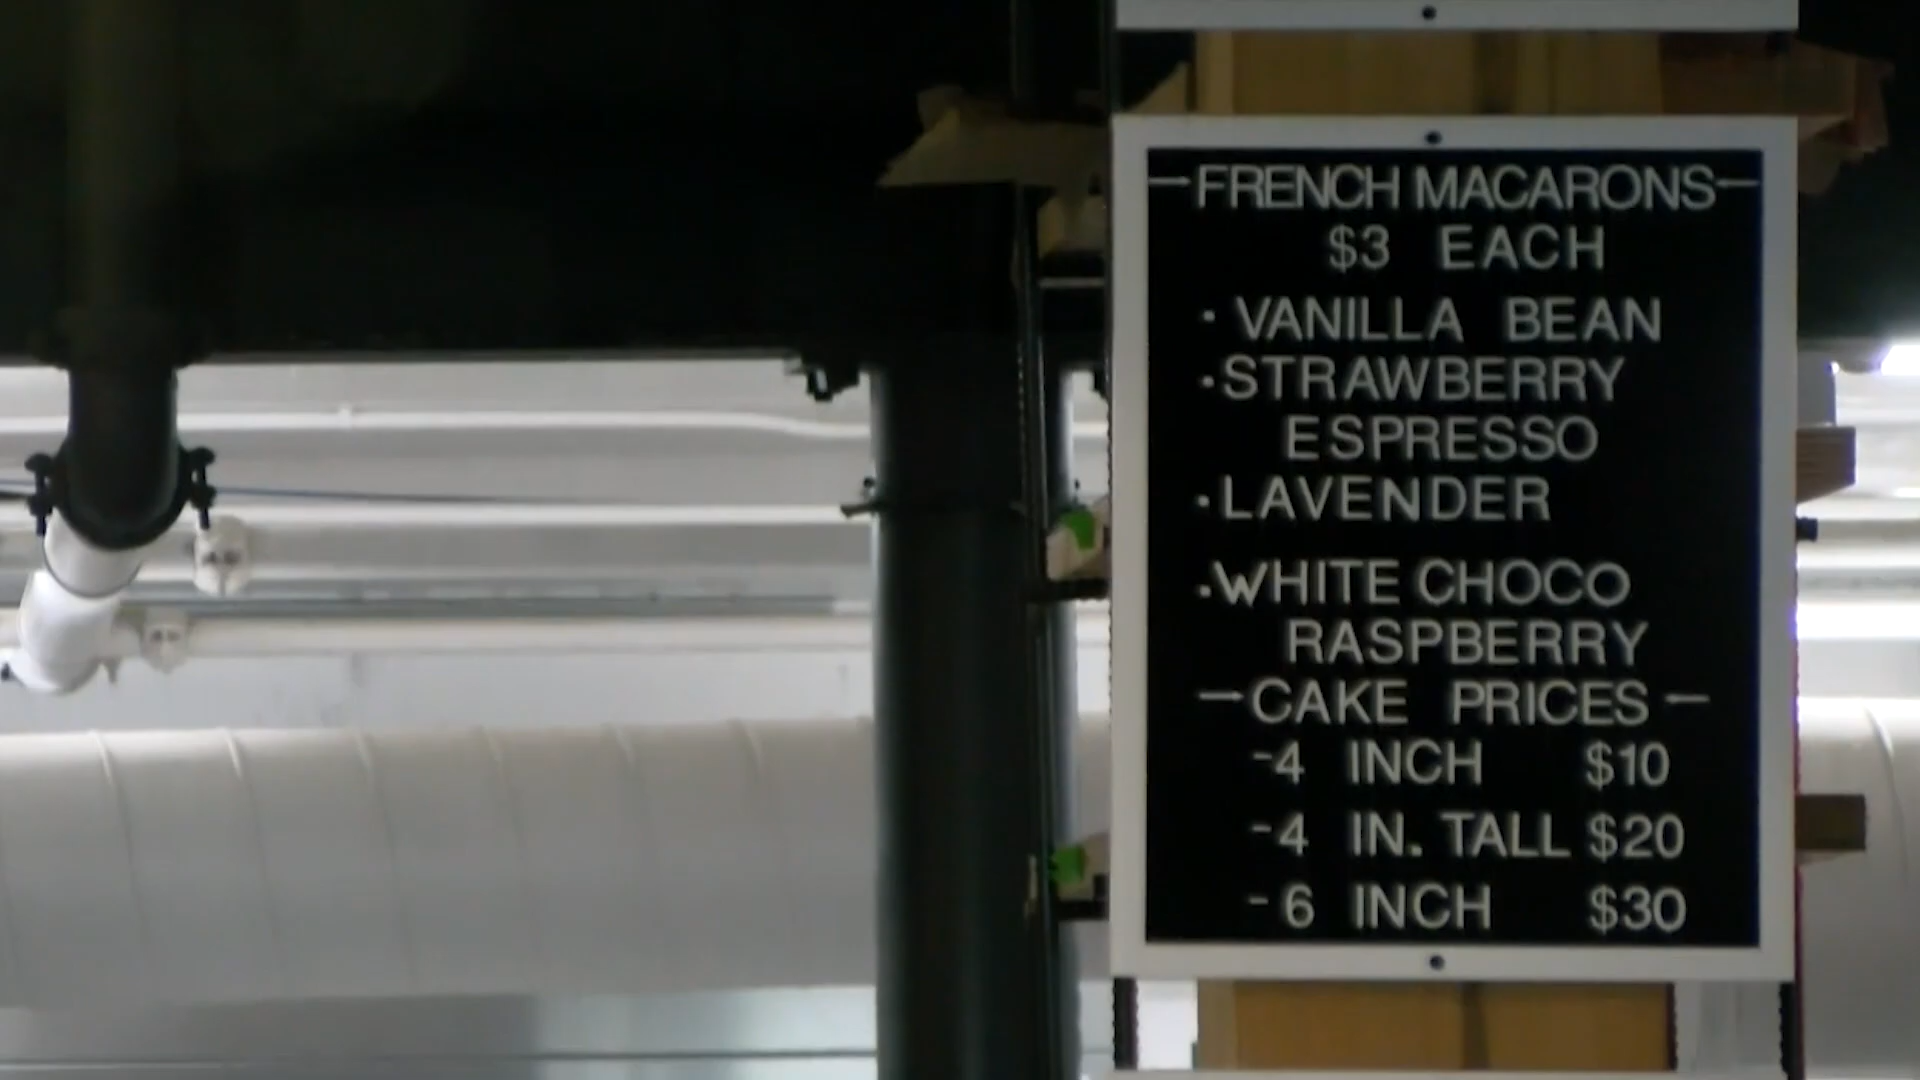 -FRENCH MACARONS-
$3 EACH
· VANILLA BEAN
· STRAWBERRY
ESPRESSO
· LAVENDER
· WHITE CHOCO
RASPBERRY
- CAKE PRICES -
-4 INCH $10
-4 IN. TALL $20
-6 INCH $30